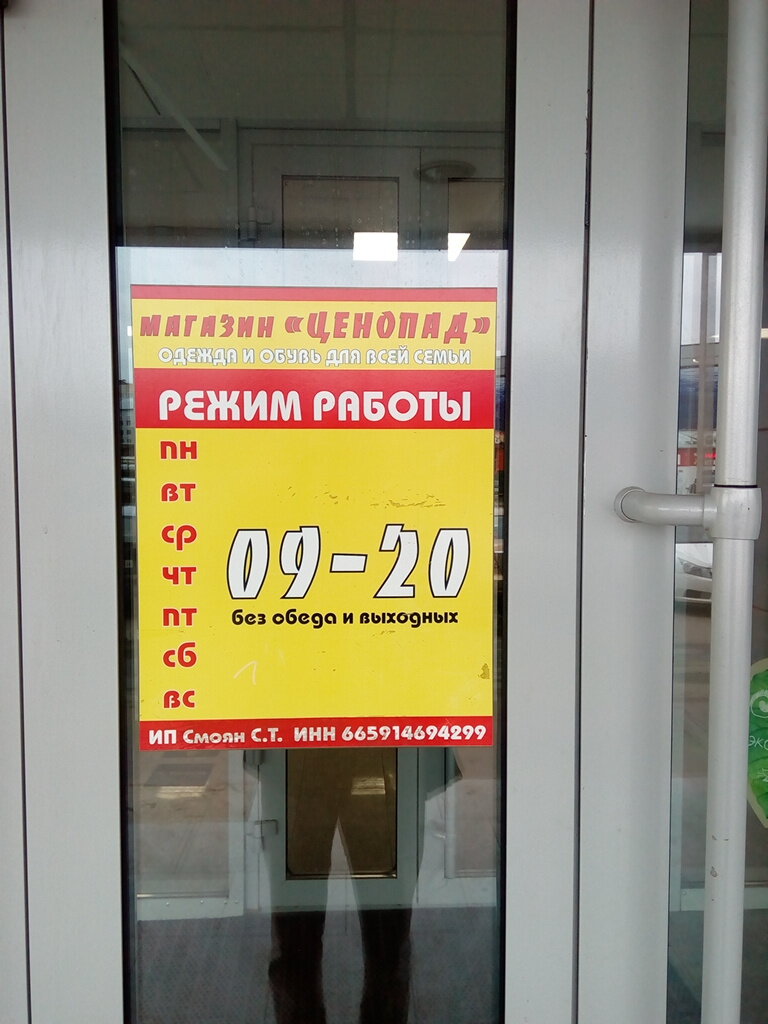 магазин «ЦЕНОПАД»
ОДЕЖДА И ОБУВЬ ДЛЯ ВСЕЙ СЕМЬИ
РЕЖИМ РАБОТЫ
пн
вт
ср
чт
пт
сб
вс
09-20
без обеда и выходных
ИП Смоян С.Т. ИНН 665914694299